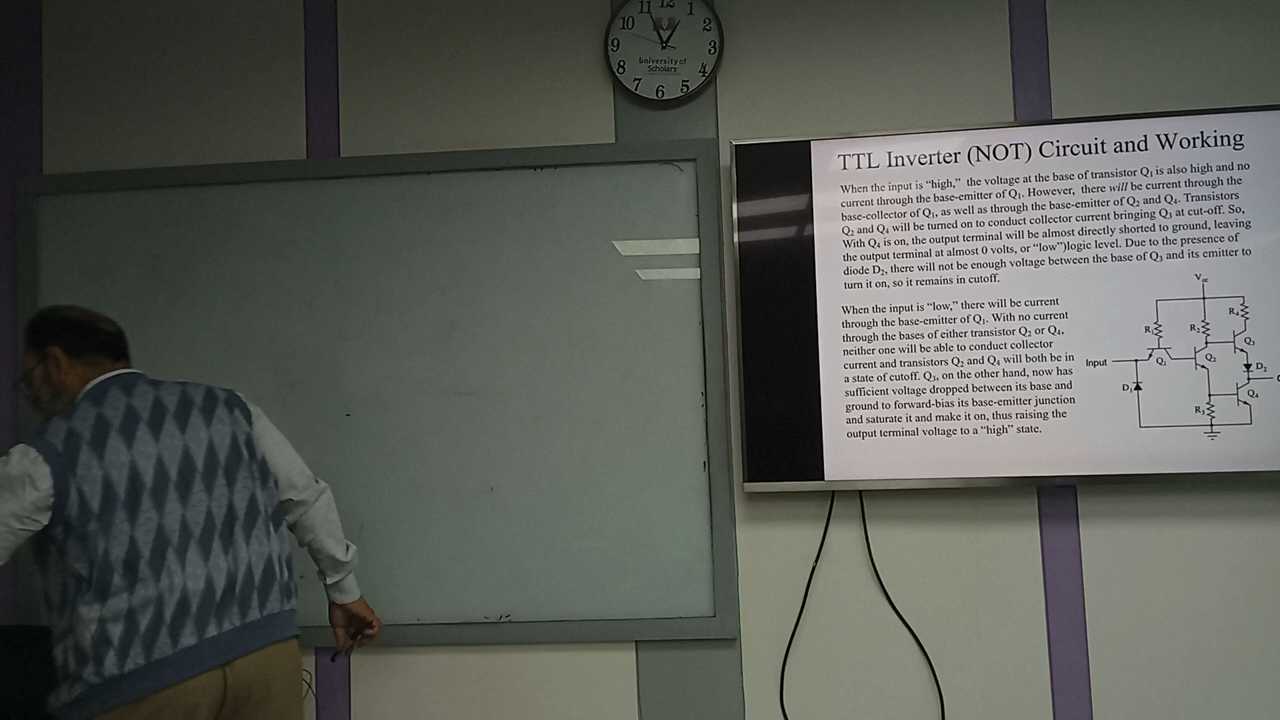 11 12 1
10 2
9 3
8 4
7 6 5
University of
Scholars
TTL Inverter (NOT) Circuit and Working
When the input is “high,” the voltage at the base of transistor Q₁ is also high and no
current through the base-emitter of Q₁. However, there will be current through the
base-collector of Q₁, as well as through the base-emitter of Q₂ and Q₄. Transistors
Q₂ and Q₄ will be turned on to conduct collector current bringing Q₃ at cut-off. So,
With Q₄ is on, the output terminal will be almost directly shorted to ground, leaving
the output terminal at almost 0 volts, or “low”)logic level. Due to the presence of
diode D₂, there will not be enough voltage between the base of Q₃ and its emitter to
turn it on, so it remains in cutoff.
When the input is “low,” there will be current
through the base-emitter of Q₁. With no current
through the bases of either transistor Q₂ or Q₄,
neither one will be able to conduct collector
current and transistors Q₂ and Q₄ will both be in
a state of cutoff. Q₃, on the other hand, now has
sufficient voltage dropped between its base and
ground to forward-bias its base-emitter junction
and saturate it and make it on, thus raising the
output terminal voltage to a “high” state.
Vcc
R₁ R₂ R₄
Q₃
Input Q₁ Q₂ D₂
D₁ Q₄
R₃